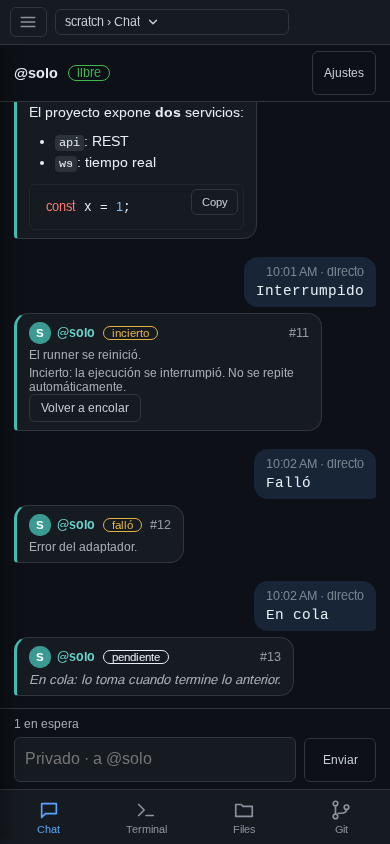 scratch › Chat
@solo libre
Ajustes
El proyecto expone dos servicios:
• api: REST
• ws: tiempo real
const x = 1;
Copy
10:01 AM · directo
Interrumpido
S @solo incierto #11
El runner se reinició.
Incierto: la ejecución se interrumpió. No se repite
automáticamente.
Volver a encolar
10:02 AM · directo
Falló
S @solo falló #12
Error del adaptador.
10:02 AM · directo
En cola
S @solo pendiente #13
En cola: lo toma cuando termine lo anterior.
1 en espera
Privado · a @solo
Enviar
Chat Terminal Files Git